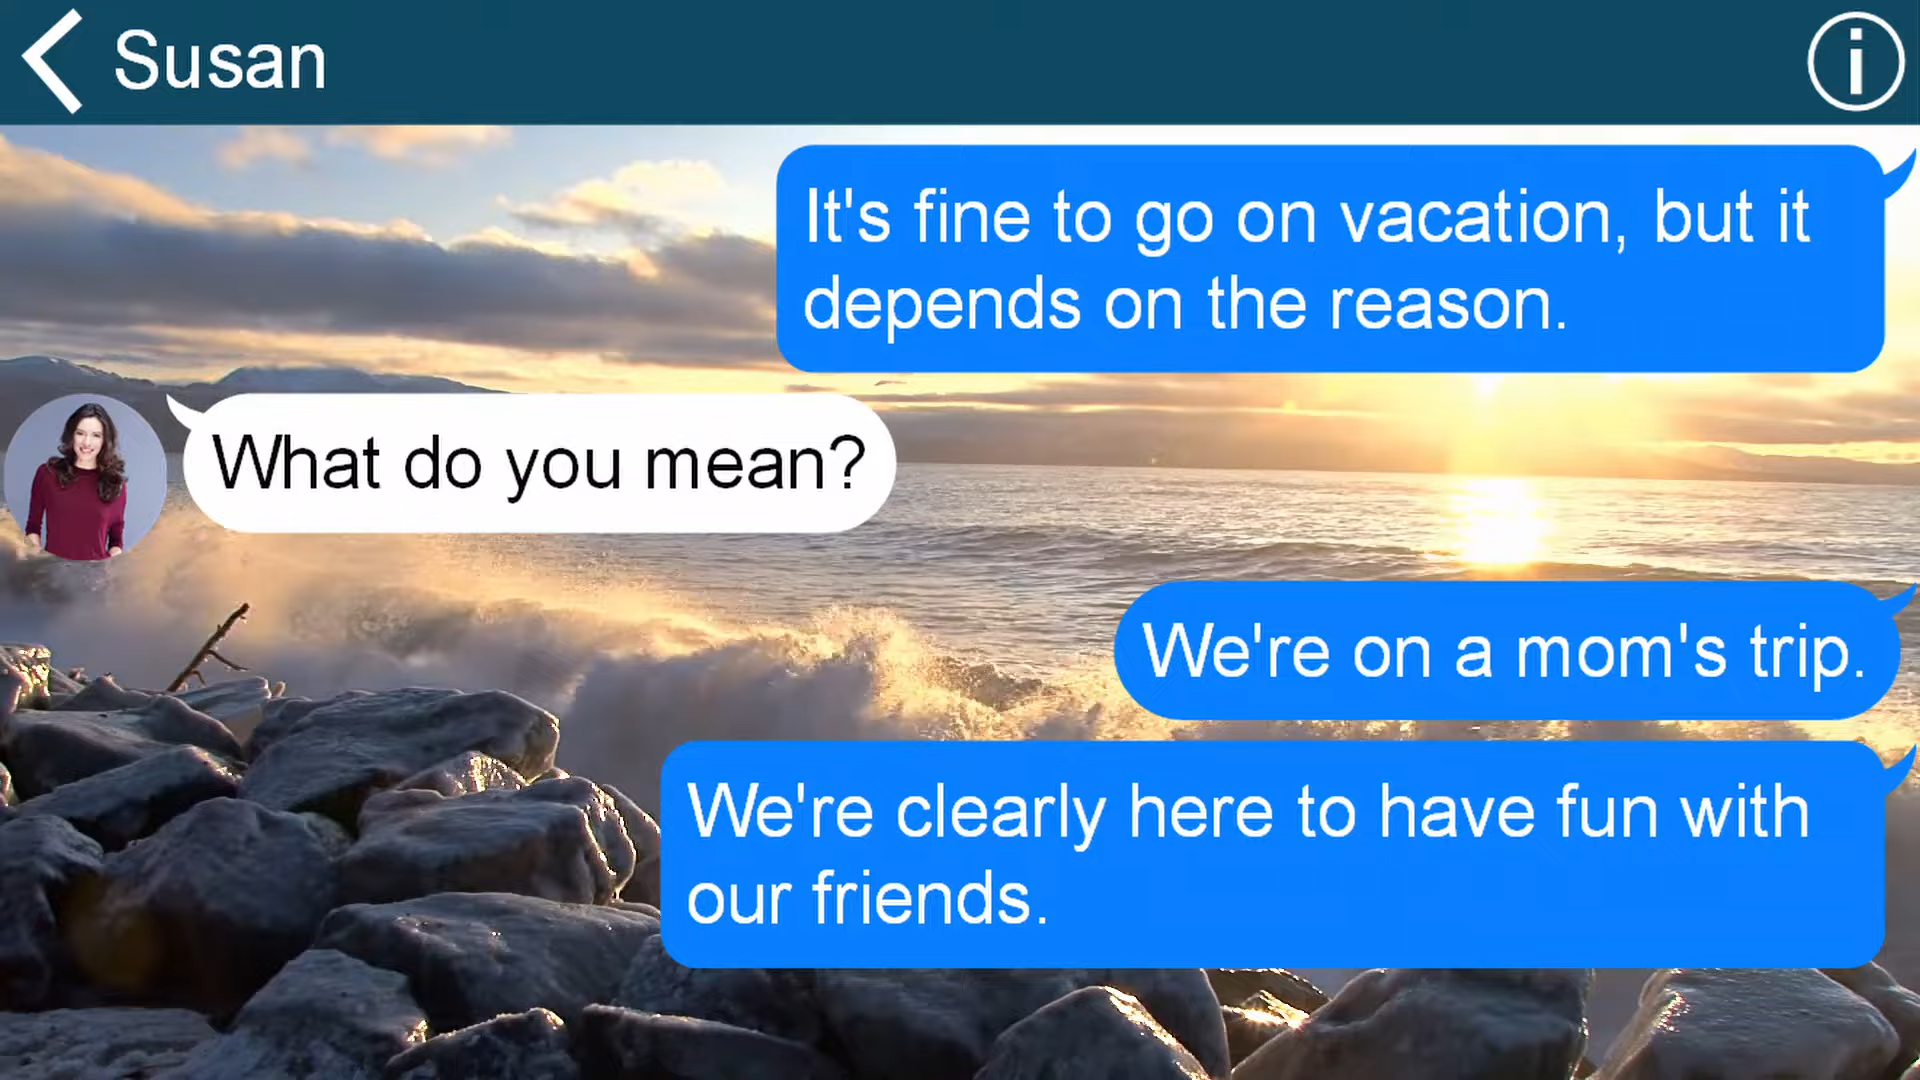 Susan
It's fine to go on vacation, but it
depends on the reason.
What do you mean?
We're on a mom's trip.
We're clearly here to have fun with
our friends.